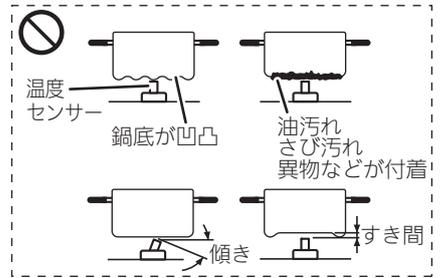 温度
センサー
鍋底が凹凸
油汚れ
さび汚れ
異物などが付着
傾き
すき間